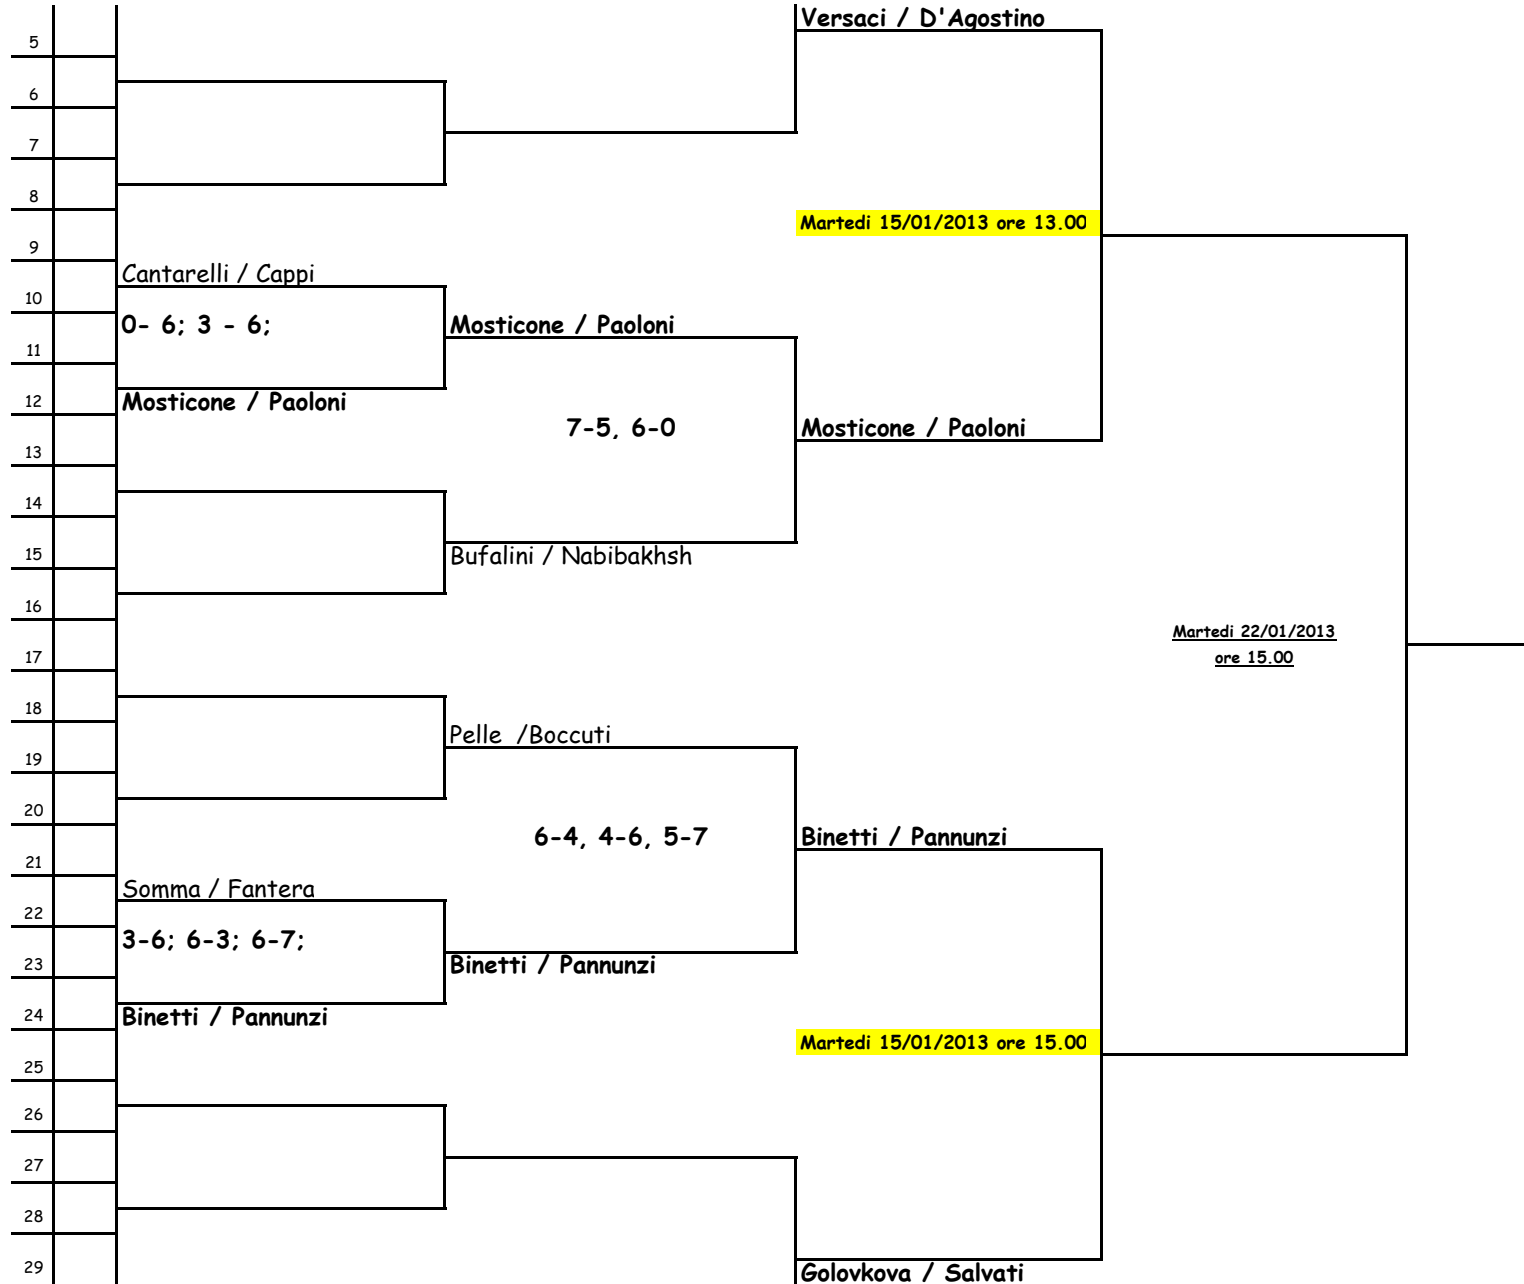 Versaci / D'Agostino
5
6
7
8
Martedi 15/01/2013 ore 13.00
9
Cantarelli / Cappi
10
0- 6; 3 - 6;
Mosticone / Paoloni
11
12
Mosticone / Paoloni
7-5, 6-0
Mosticone / Paoloni
13
14
15
Bufalini / Nabibakhsh
16
Martedi 22/01/2013
17
ore 15.00
18
Pelle /Boccuti
19
20
6-4, 4-6, 5-7
Binetti / Pannunzi
21
Somma / Fantera
22
3-6; 6-3; 6-7;
23
Binetti / Pannunzi
24
Binetti / Pannunzi
Martedi 15/01/2013 ore 15.00
25
26
27
28
29
Golovkova / Salvati